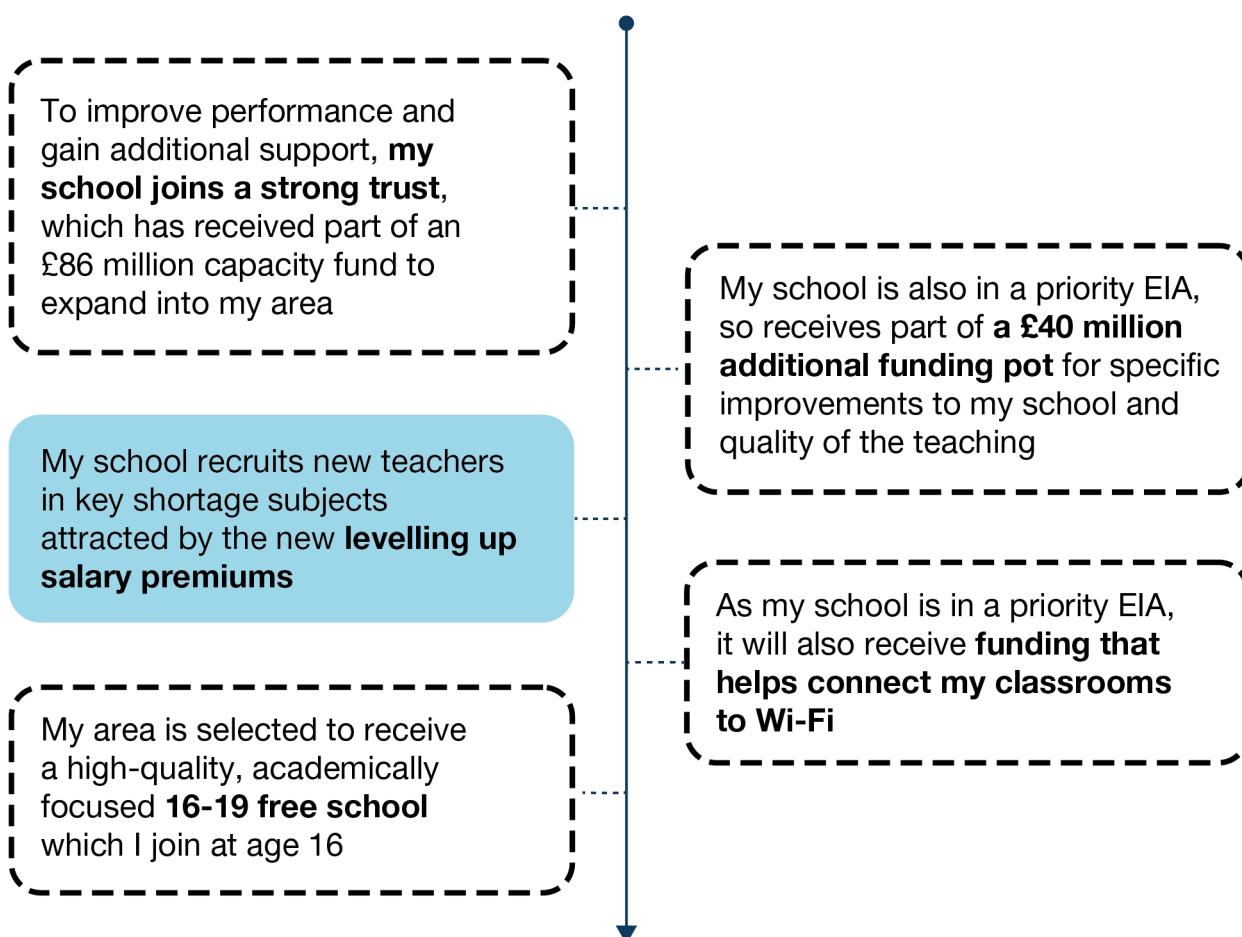 To improve performance and
gain additional support, my
school joins a strong trust,
which has received part of an
£86 million capacity fund to
expand into my area
My school is also in a priority EIA,
so receives part of a £40 million
additional funding pot for specific
improvements to my school and
quality of the teaching
My school recruits new teachers
in key shortage subjects
attracted by the new levelling up
salary premiums
As my school is in a priority EIA,
it will also receive funding that
helps connect my classrooms
to Wi-Fi
My area is selected to receive
a high-quality, academically
focused 16-19 free school
which I join at age 16